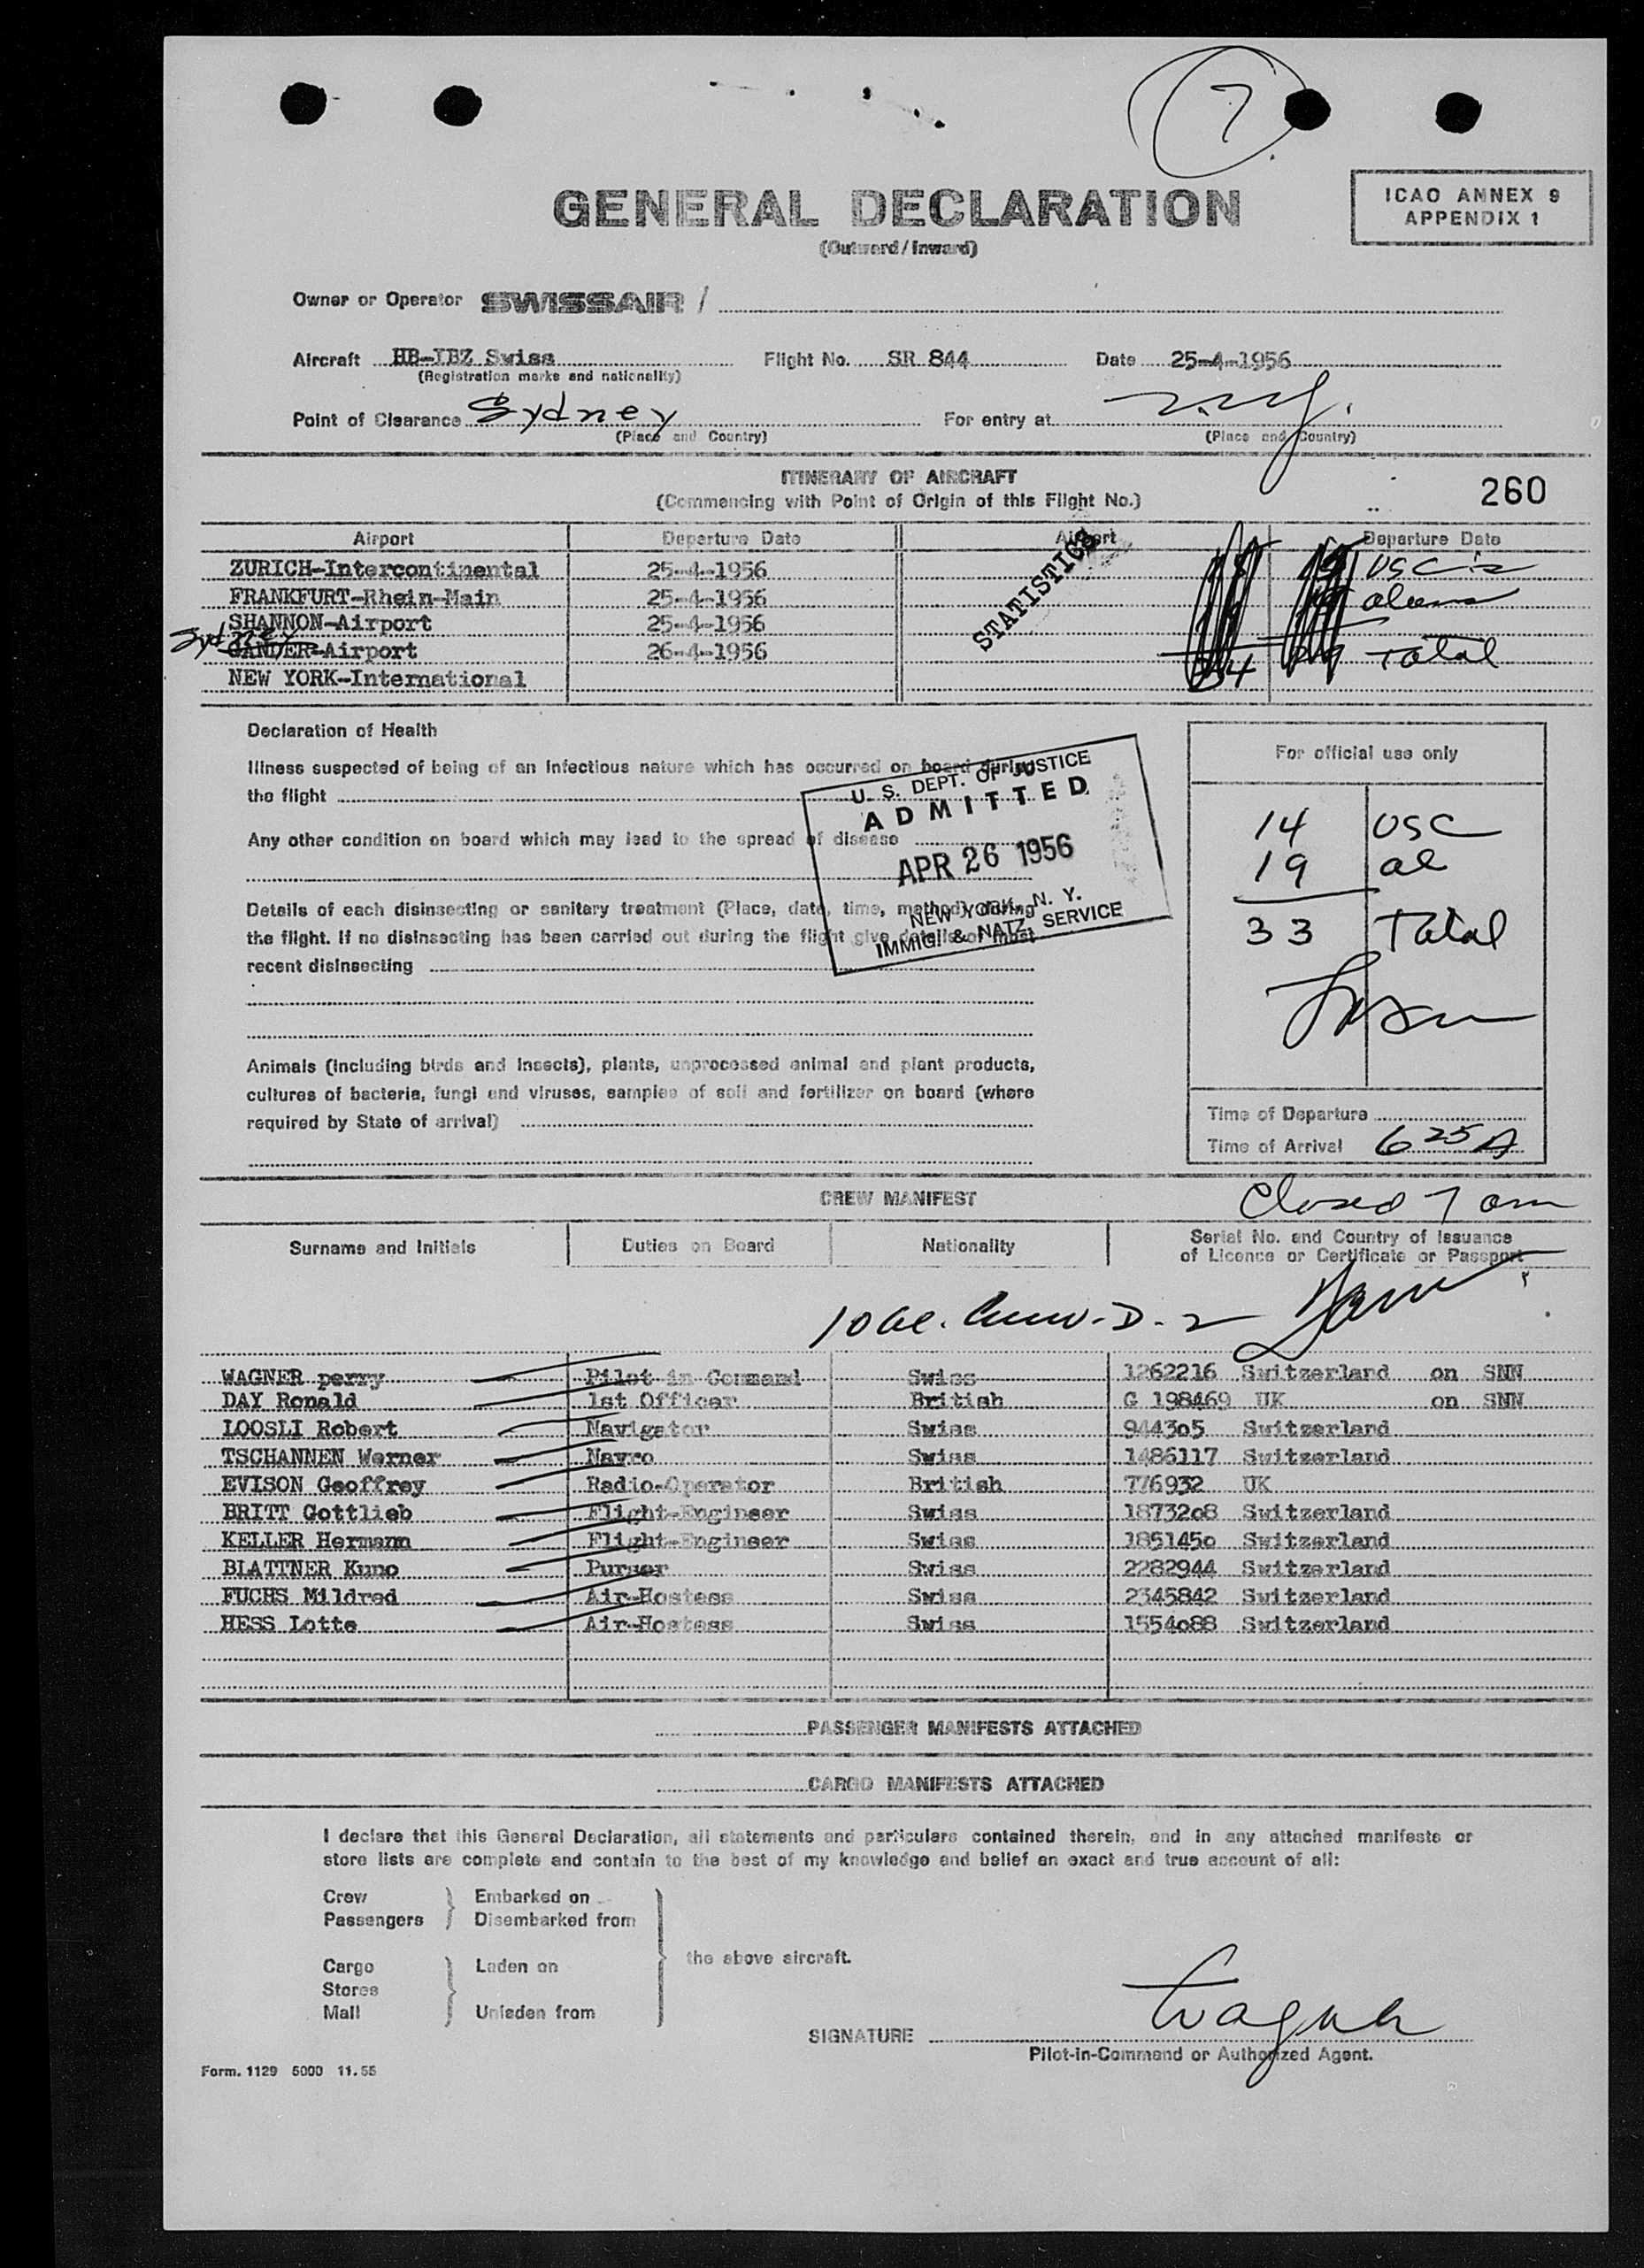 7
GENERAL DECLARATION
(Outward/Inward)
ICAO ANNEX 9
APPENDIX 1
Owner or Operator SWISSAIR /
Aircraft HB-IBZ Swiss Flight No. SR 844 Date 25-4-1956
(Registration marks and nationality)
Point of Clearance Sydney For entry at n.y.
(Place and Country) (Place and Country)
ITINERARY OF AIRCRAFT
(Commencing with Point of Origin of this Flight No.)
260
Airport Departure Date Airport Departure Date
ZURICH-Intercontinental 25-4-1956 USC's
FRANKFURT-Rhein-Main 25-4-1956 aliens
SHANNON-Airport 25-4-1956
Sydney
GANDER-Airport 26-4-1956 Total
NEW YORK-International
STATISTICS
Declaration of Health
Illness suspected of being of an infectious nature which has occurred on board during
the flight
Any other condition on board which may lead to the spread of disease
Details of each disinsecting or sanitary treatment (Place, date, time, method) during
the flight. If no disinsecting has been carried out during the flight give details of most
recent disinsecting
U. S. DEPT. OF JUSTICE
ADMITTED
APR 26 1956
NEW YORK, N. Y.
IMMIG. & NATZ. SERVICE
For official use only
14 USC
19 al
33 Total
Animals (including birds and insects), plants, unprocessed animal and plant products,
cultures of bacteria, fungi and viruses, samples of soil and fertilizer on board (where
required by State of arrival)
Time of Departure
Time of Arrival 6 25 A
CREW MANIFEST
Closed 7 am
Surname and Initials Duties on Board Nationality Serial No. and Country of Issuance
of Licence or Certificate or Passport
10 al. D-2
WAGNER perry Pilot in Command Swiss 1262216 Switzerland on SNN
DAY Ronald 1st Officer British G 198469 UK on SNN
LOOSLI Robert Navigator Swiss 944305 Switzerland
TSCHANNEN Werner Navro Swiss 1486117 Switzerland
EVISON Geoffrey Radio-Operator British 776932 UK
BRITT Gottlieb Flight-Engineer Swiss 1873208 Switzerland
KELLER Hermann Flight-Engineer Swiss 1851450 Switzerland
BLATTNER Kuno Purser Swiss 2282944 Switzerland
FUCHS Mildred Air-Hostess Swiss 2345842 Switzerland
HESS Lotte Air-Hostess Swiss 1554088 Switzerland
PASSENGER MANIFESTS ATTACHED
CARGO MANIFESTS ATTACHED
I declare that this General Declaration, all statements and particulars contained therein, and in any attached manifests or
store lists are complete and contain to the best of my knowledge and belief an exact and true account of all:
Crew Embarked on
Passengers Disembarked from
the above aircraft.
Cargo Laden on
Stores
Mail Unladen from
SIGNATURE Wagner
Pilot-in-Command or Authorized Agent.
Form. 1129 5000 11.55